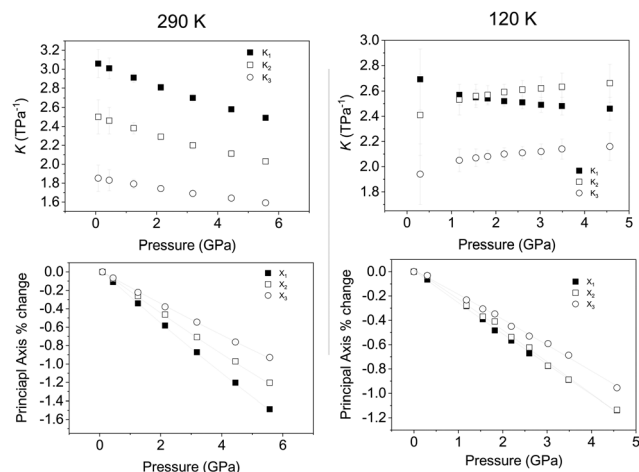 290 K
120 K
3.2
3.0
2.8
2.6
2.4
2.2
2.0
1.8
1.6
K (TPa⁻¹)
K₁
K₂
K₃
0 2 4 6 8
Pressure (GPa)
3.0
2.8
2.6
2.4
2.2
2.0
1.8
K (TPa⁻¹)
K₁
K₂
K₃
0 1 2 3 4 5
Pressure (GPa)
0.0
-0.2
-0.4
-0.6
-0.8
-1.0
-1.2
-1.4
-1.6
Princiapl Axis % change
X₁
X₂
X₃
0 2 4 6 8
Pressure (GPa)
0.0
-0.2
-0.4
-0.6
-0.8
-1.0
-1.2
Principal Axis % change
X₁
X₂
X₃
0 1 2 3 4 5
Pressure (GPa)